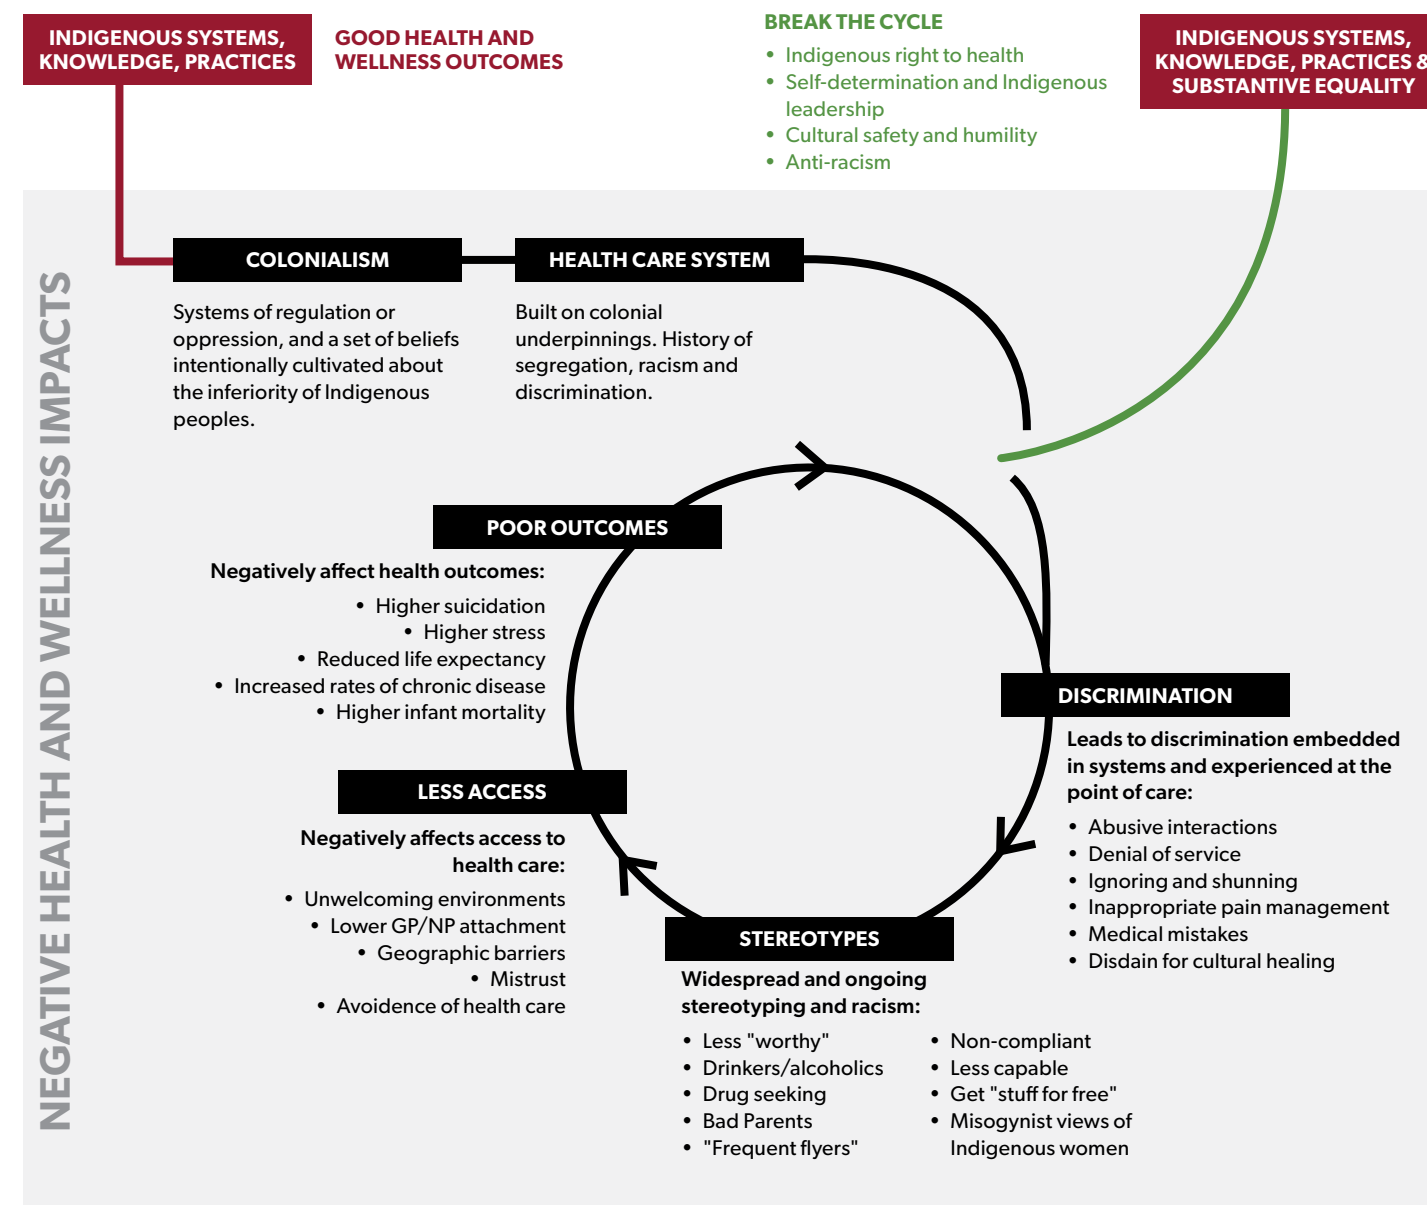 INDIGENOUS SYSTEMS,
KNOWLEDGE, PRACTICES
GOOD HEALTH AND
WELLNESS OUTCOMES
BREAK THE CYCLE
• Indigenous right to health
• Self-determination and Indigenous
leadership
• Cultural safety and humility
• Anti-racism
INDIGENOUS SYSTEMS,
KNOWLEDGE, PRACTICES &
SUBSTANTIVE EQUALITY
NEGATIVE HEALTH AND WELLNESS IMPACTS
COLONIALISM
Systems of regulation or
oppression, and a set of beliefs
intentionally cultivated about
the inferiority of Indigenous
peoples.
HEALTH CARE SYSTEM
Built on colonial
underpinnings. History of
segregation, racism and
discrimination.
POOR OUTCOMES
Negatively affect health outcomes:
• Higher suicidation
• Higher stress
• Reduced life expectancy
• Increased rates of chronic disease
• Higher infant mortality
DISCRIMINATION
Leads to discrimination embedded
in systems and experienced at the
point of care:
• Abusive interactions
• Denial of service
• Ignoring and shunning
• Inappropriate pain management
• Medical mistakes
• Disdain for cultural healing
LESS ACCESS
Negatively affects access to
health care:
• Unwelcoming environments
• Lower GP/NP attachment
• Geographic barriers
• Mistrust
• Avoidence of health care
STEREOTYPES
Widespread and ongoing
stereotyping and racism:
• Less "worthy"
• Drinkers/alcoholics
• Drug seeking
• Bad Parents
• "Frequent flyers"
• Non-compliant
• Less capable
• Get "stuff for free"
• Misogynist views of
Indigenous women